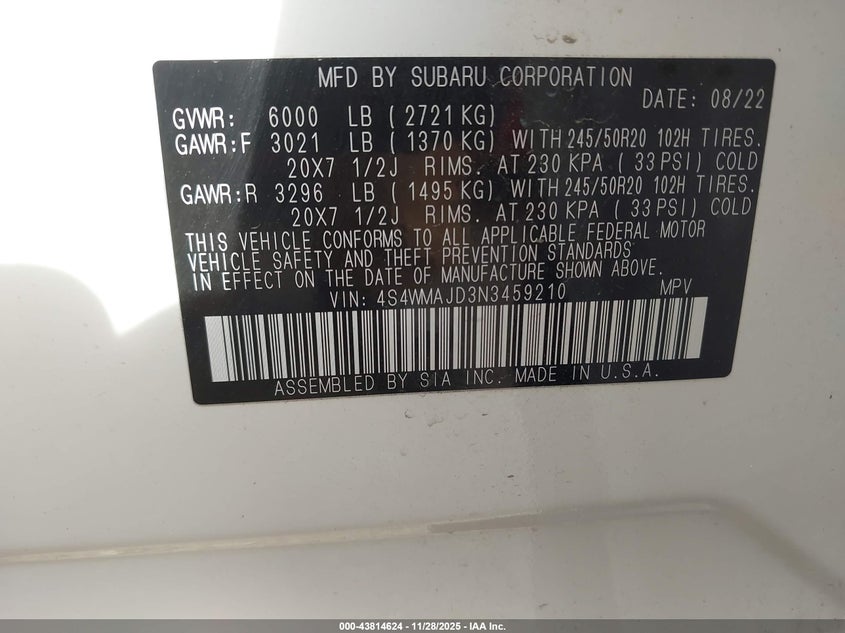 MFD BY SUBARU CORPORATION
DATE: 08/22
GVWR: 6000 LB ( 2721 KG)
GAWR:F 3021 LB ( 1370 KG) WITH 245/50R20 102H TIRES.
20X7 1/2J RIMS. AT 230 KPA ( 33 PSI) COLD
GAWR:R 3296 LB ( 1495 KG) WITH 245/50R20 102H TIRES.
20X7 1/2J RIMS. AT 230 KPA ( 33 PSI) COLD
THIS VEHICLE CONFORMS TO ALL APPLICABLE FEDERAL MOTOR
VEHICLE SAFETY AND THEFT PREVENTION STANDARDS
IN EFFECT ON THE DATE OF MANUFACTURE SHOWN ABOVE.
VIN: 4S4WMAJD3N3459210 MPV
ASSEMBLED BY SIA INC. MADE IN U.S.A.
000-43814624 - 11/28/2025 - IAA Inc.